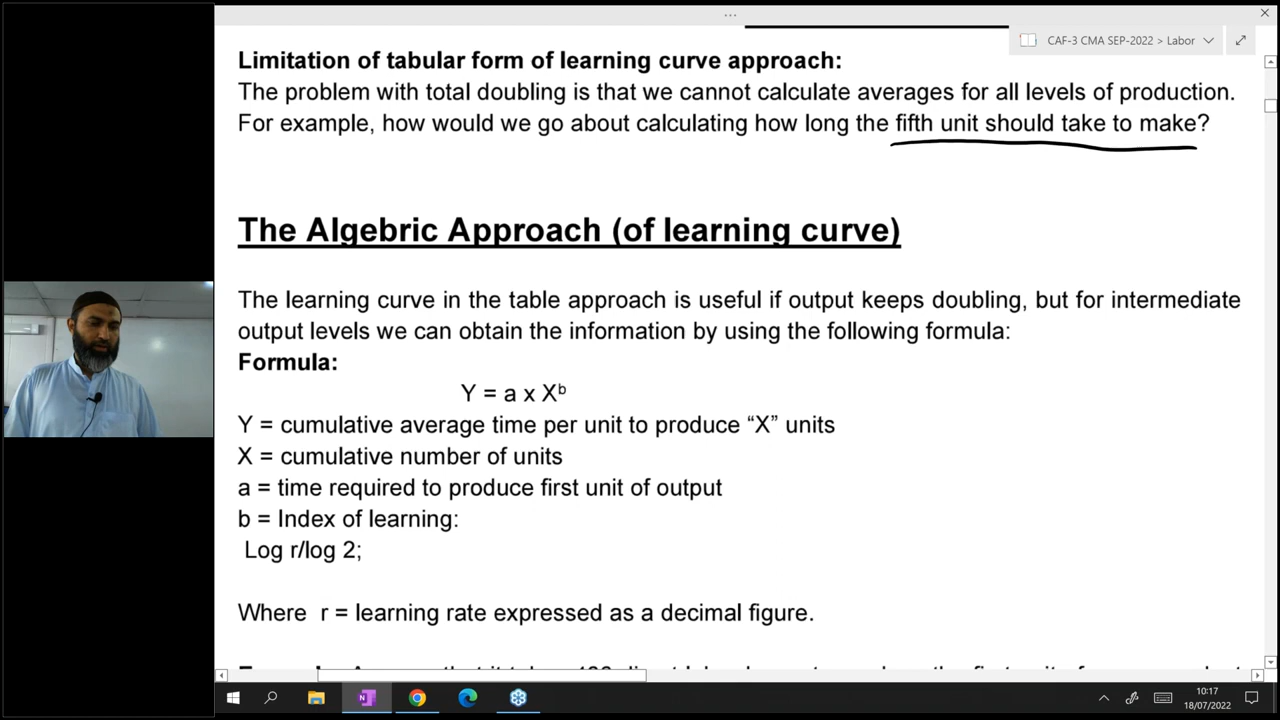 CAF-3 CMA SEP-2022 > Labor
Limitation of tabular form of learning curve approach:
The problem with total doubling is that we cannot calculate averages for all levels of production.
For example, how would we go about calculating how long the fifth unit should take to make?
The Algebric Approach (of learning curve)
The learning curve in the table approach is useful if output keeps doubling, but for intermediate
output levels we can obtain the information by using the following formula:
Formula:
Y = a x Xᵇ
Y = cumulative average time per unit to produce “X” units
X = cumulative number of units
a = time required to produce first unit of output
b = Index of learning:
Log r/log 2;
Where r = learning rate expressed as a decimal figure.
10:17
18/07/2022